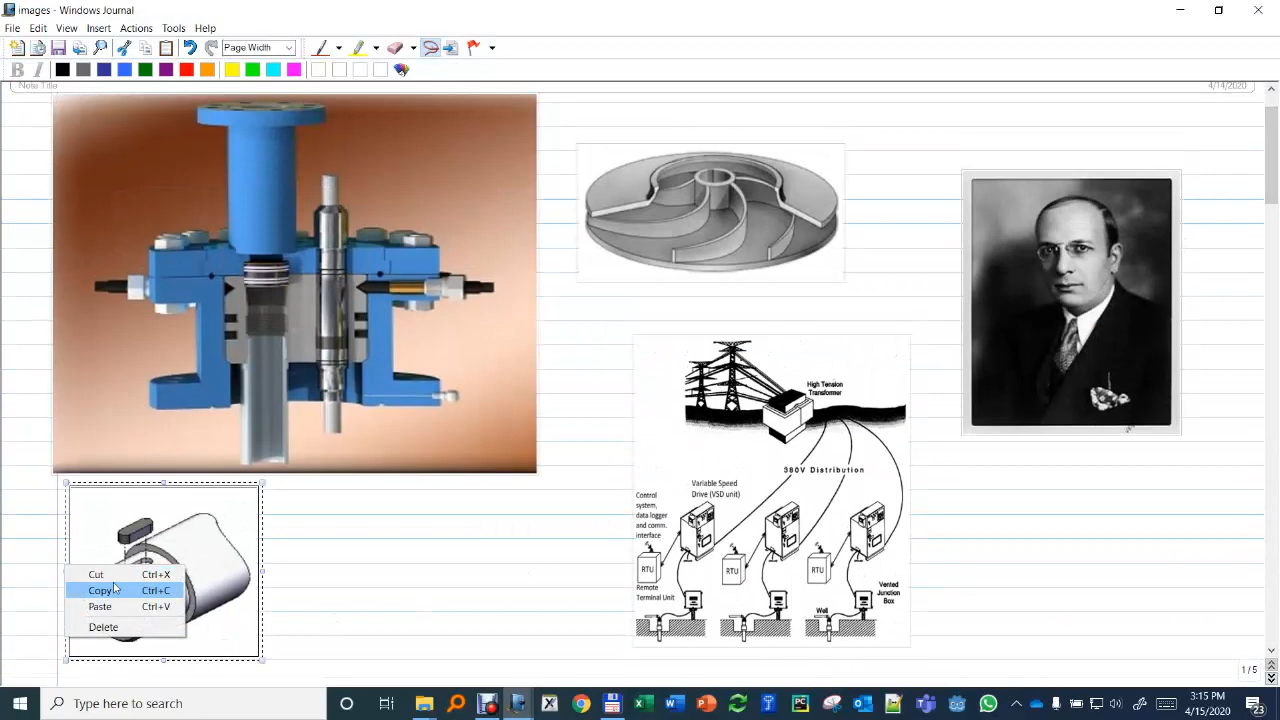 images - Windows Journal
File Edit View Insert Actions Tools Help
Page Width
B I
Note Title 4/14/2020
High Tension
Transformer
380V Distribution
Variable Speed
Drive (VSD unit)
Control
system,
data logger
and comm.
interface
RTU RTU RTU
Remote
Terminal Unit
Vented
Junction
Box
Well
Cut Ctrl+X
Copy Ctrl+C
Paste Ctrl+V
Delete
1 / 5
Type here to search
3:15 PM
4/15/2020
23